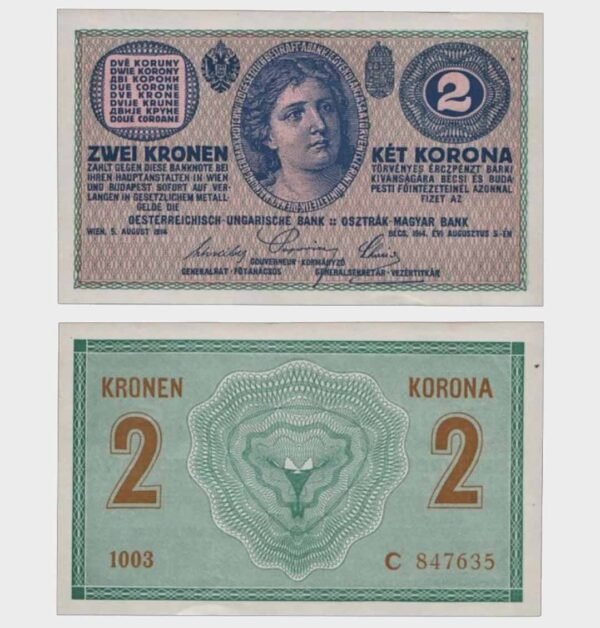 DVĚ KORUNY
DWIE KORONY
ДВІ КОРОНИ
DUE CORONE
DVE KRONE
DVIJE KRUNE
ДВИЈЕ КРУНЕ
DOUE COROANE
2
ZWEI KRONEN
ZAHLT GEGEN DIESE BANKNOTE BEI
IHREN HAUPTANSTALTEN IN WIEN
UND BUDAPEST SOFORT AUF VER-
LANGEN IN GESETZLICHEM METALL-
GELDE DIE
KÉT KORONA
TÖRVÉNYES ÉRCZPÉNZT BÁRKI
KIVÁNSÁGÁRA BÉCSI ÉS BUDA
PESTI FŐINTÉZETEINÉL AZONNAL
FIZET AZ
OESTERREICHISCH-UNGARISCHE BANK :: OSZTRÁK-MAGYAR BANK
WIEN, 5. AUGUST 1914
BÉCS, 1914. ÉVI AUGUSZTUS 5.-ÉN
GOUVERNEUR · KORMÁNYZÓ
GENERALRAT · FŐTANÁCSOS
GENERALSEKRETÄR · VEZÉRTITKÁR
KRONEN
KORONA
2
2
1003
C 847635